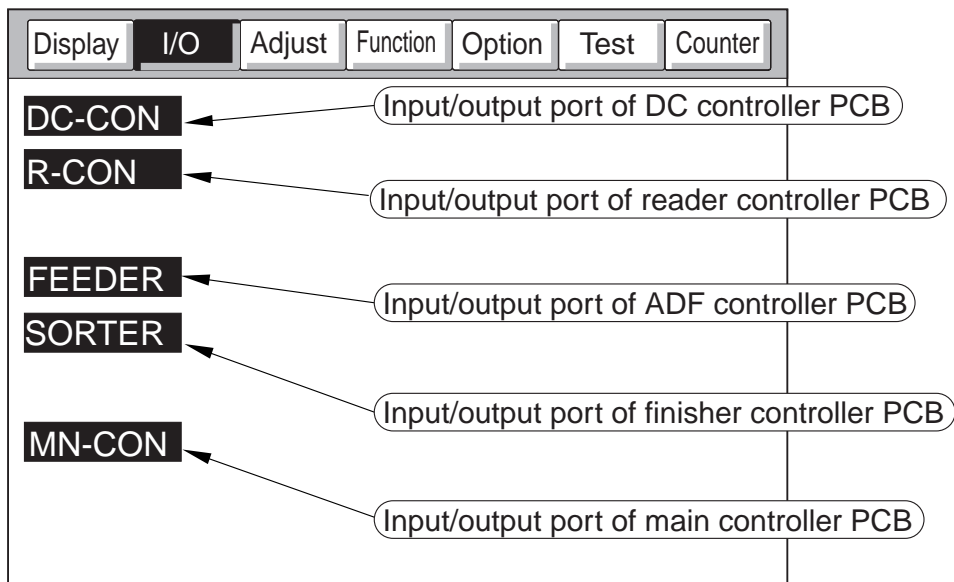 Display I/O Adjust Function Option Test Counter
DC-CON
Input/output port of DC controller PCB
R-CON
Input/output port of reader controller PCB
FEEDER
Input/output port of ADF controller PCB
SORTER
Input/output port of finisher controller PCB
MN-CON
Input/output port of main controller PCB